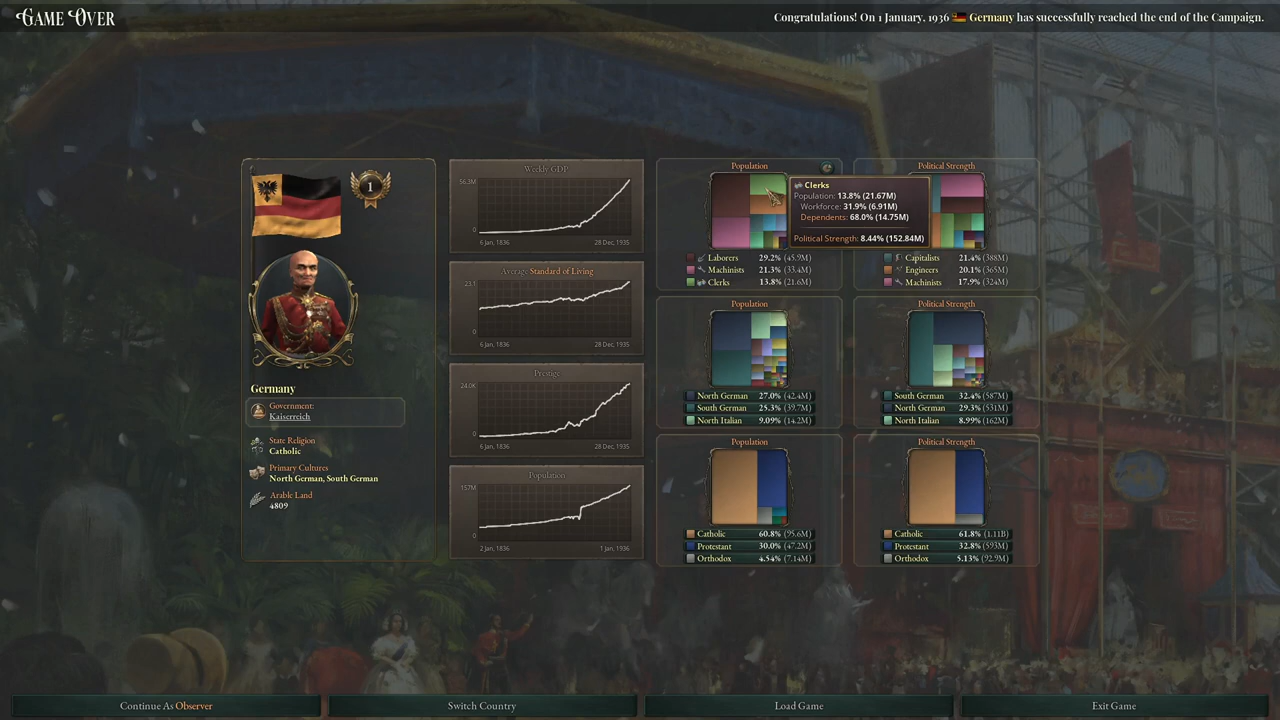 GAME OVER
Congratulations! On 1 January, 1936 Germany has successfully reached the end of the Campaign.
1
Germany
Government:
Kaiserreich
State Religion
Catholic
Primary Cultures
North German, South German
Arable Land
4809
Weekly GDP
56.3M
0
6 Jan, 1836 28 Dec, 1935
Average Standard of Living
23.1
0
6 Jan, 1836 28 Dec, 1935
Prestige
24.0K
0
6 Jan, 1836 28 Dec, 1935
Population
157M
0
2 Jan, 1836 1 Jan, 1936
Population
Laborers 29.2% (45.9M)
Machinists 21.3% (33.4M)
Clerks 13.8% (21.6M)
Clerks
Population: 13.8% (21.67M)
Workforce: 31.9% (6.91M)
Dependents: 68.0% (14.75M)
Political Strength: 8.44% (152.84M)
Political Strength
Capitalists 21.4% (388M)
Engineers 20.1% (365M)
Machinists 17.9% (324M)
Population
North German 27.0% (42.4M)
South German 25.3% (39.7M)
North Italian 9.09% (14.2M)
Political Strength
South German 32.4% (587M)
North German 29.3% (531M)
North Italian 8.99% (162M)
Population
Catholic 60.8% (95.6M)
Protestant 30.0% (47.2M)
Orthodox 4.54% (7.14M)
Political Strength
Catholic 61.8% (1.11B)
Protestant 32.8% (593M)
Orthodox 5.13% (92.9M)
Continue As Observer
Switch Country
Load Game
Exit Game